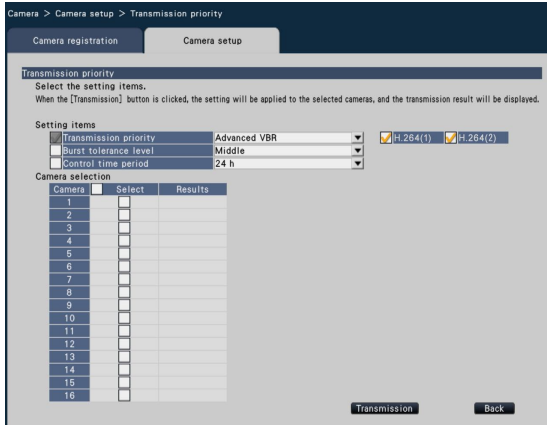 Camera > Camera setup > Transmission priority
Camera registration Camera setup
Transmission priority
Select the setting items.
When the [Transmission] button is clicked, the setting will be applied to the selected cameras, and the transmission result will be displayed.
Setting items
Transmission priority Advanced VBR H.264(1) H.264(2)
Burst tolerance level Middle
Control time period 24 h
Camera selection
Camera Select Results
1
2
3
4
5
6
7
8
9
10
11
12
13
14
15
16
Transmission Back